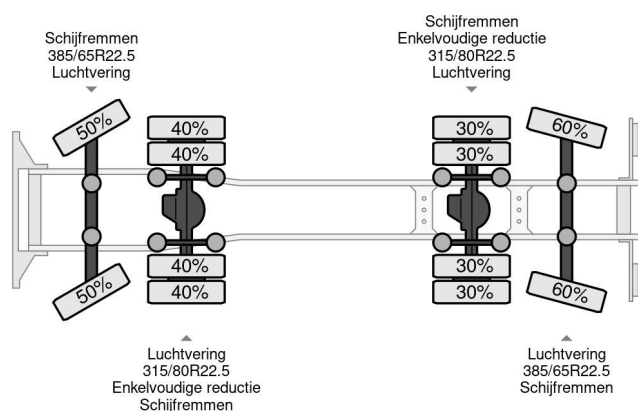 Schijfremmen
385/65R22.5
Luchtvering
Schijfremmen
Enkelvoudige reductie
315/80R22.5
Luchtvering
50%
40%
40%
30%
30%
60%
50%
40%
40%
30%
30%
60%
Luchtvering
315/80R22.5
Enkelvoudige reductie
Schijfremmen
Luchtvering
385/65R22.5
Schijfremmen